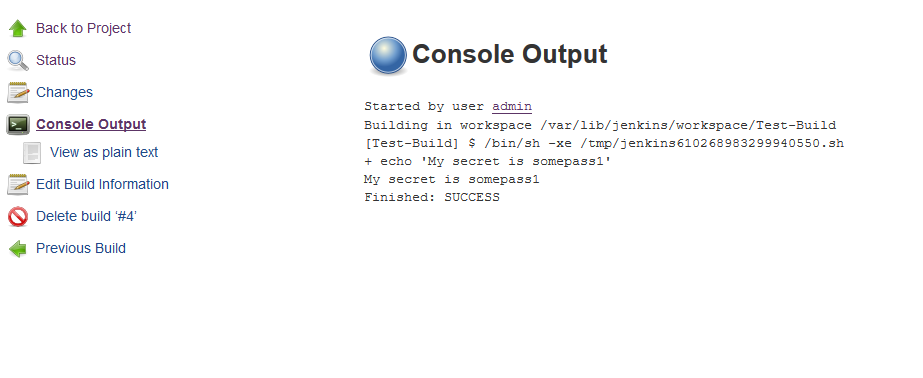 Back to Project
Status
Changes
Console Output
View as plain text
Edit Build Information
Delete build ‘#4’
Previous Build
Console Output
Started by user admin
Building in workspace /var/lib/jenkins/workspace/Test-Build
[Test-Build] $ /bin/sh -xe /tmp/jenkins610268983299940550.sh
+ echo 'My secret is somepass1'
My secret is somepass1
Finished: SUCCESS